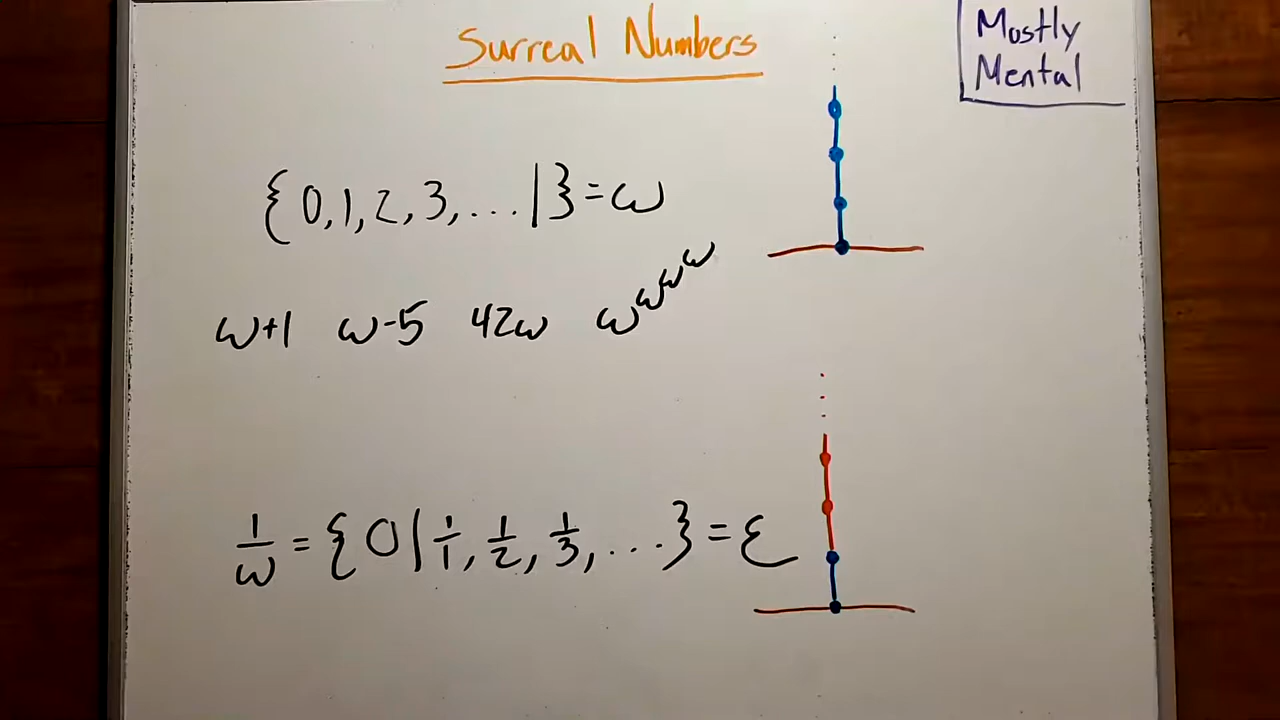 Surreal Numbers
Mostly
Mental
{0,1,2,3,...|}=ω
ω+1 ω-5 42ω ω^ω^ω^ω
1/ω = {0|1/1, 1/2, 1/3, ...} = ε